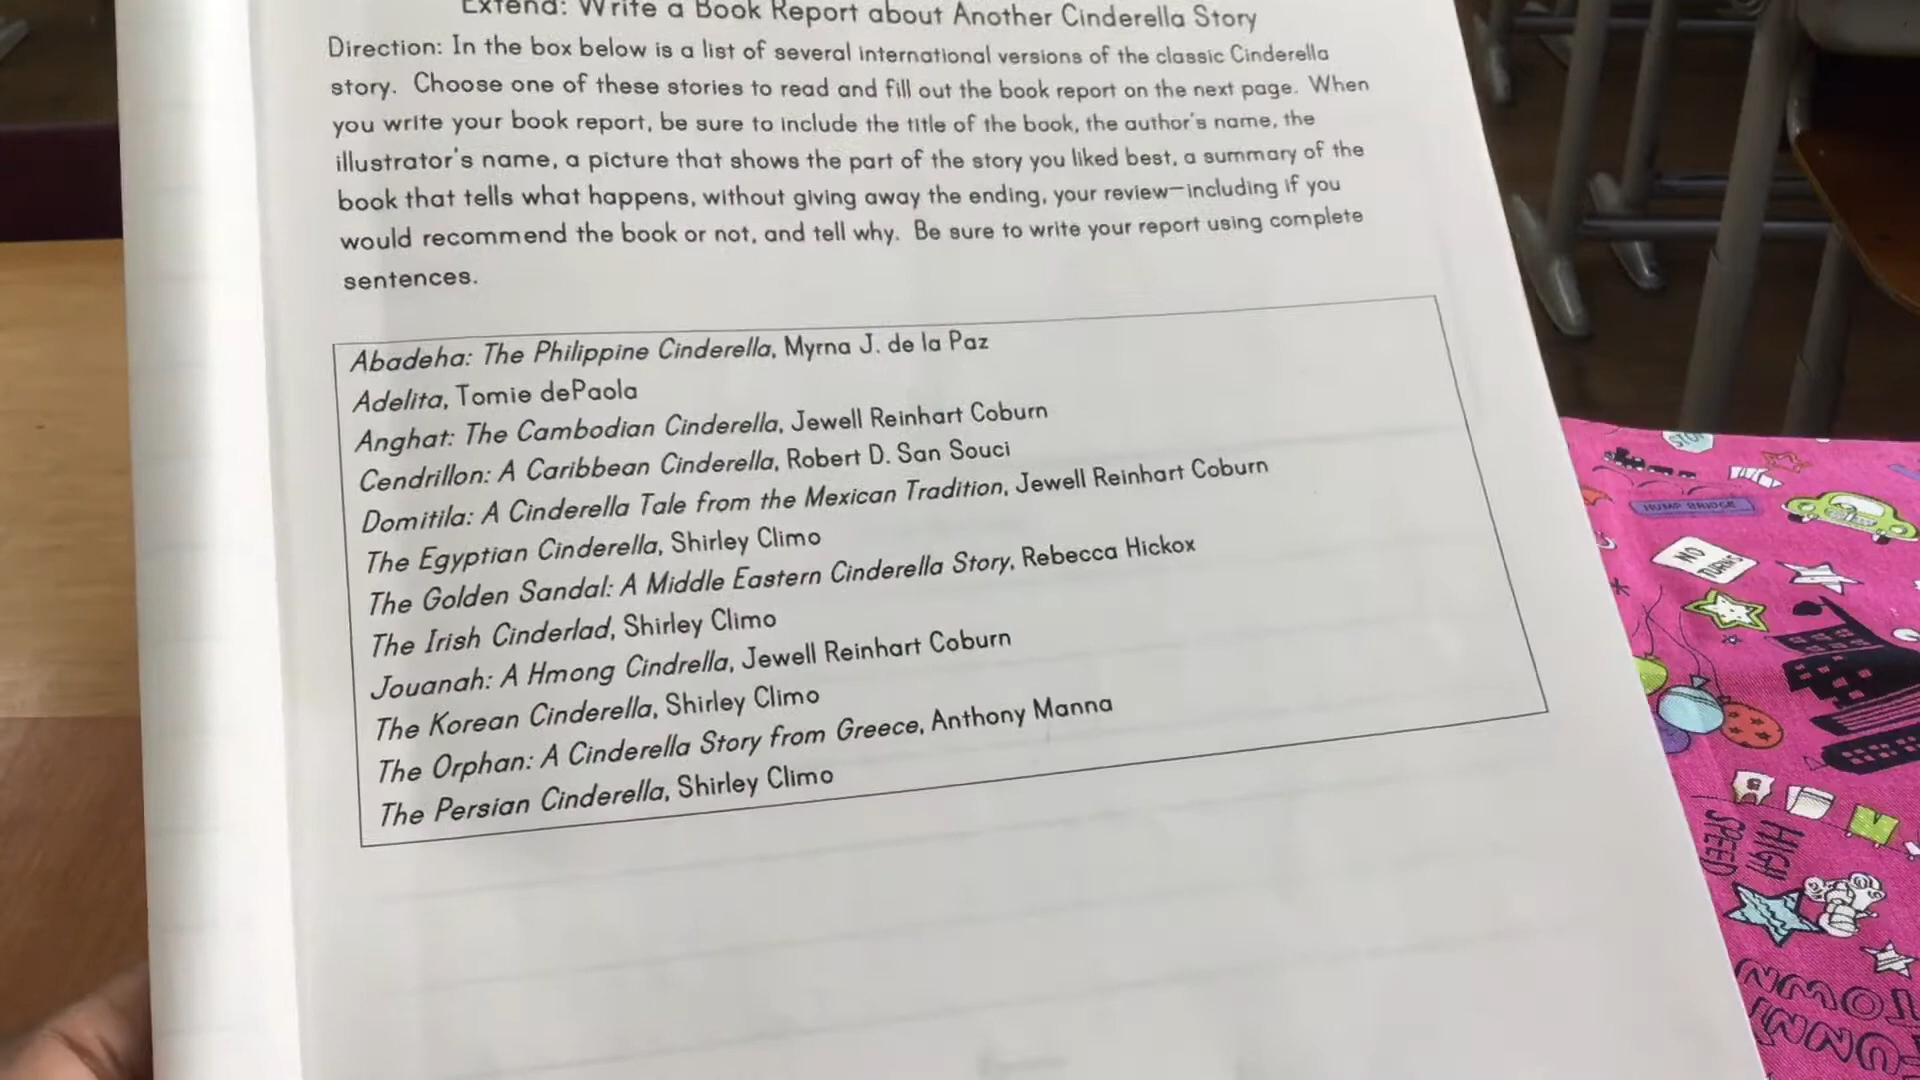 Extend: Write a Book Report about Another Cinderella Story
Direction: In the box below is a list of several international versions of the classic Cinderella
story. Choose one of these stories to read and fill out the book report on the next page. When
you write your book report, be sure to include the title of the book, the author's name, the
illustrator's name, a picture that shows the part of the story you liked best, a summary of the
book that tells what happens, without giving away the ending, your review—including if you
would recommend the book or not, and tell why. Be sure to write your report using complete
sentences.
Abadeha: The Philippine Cinderella, Myrna J. de la Paz
Adelita, Tomie dePaola
Anghat: The Cambodian Cinderella, Jewell Reinhart Coburn
Cendrillon: A Caribbean Cinderella, Robert D. San Souci
Domitila: A Cinderella Tale from the Mexican Tradition, Jewell Reinhart Coburn
The Egyptian Cinderella, Shirley Climo
The Golden Sandal: A Middle Eastern Cinderella Story, Rebecca Hickox
The Irish Cinderlad, Shirley Climo
Jouanah: A Hmong Cindrella, Jewell Reinhart Coburn
The Korean Cinderella, Shirley Climo
The Orphan: A Cinderella Story from Greece, Anthony Manna
The Persian Cinderella, Shirley Climo
STOP
HUMP BRIDGE
NO
TURNS
HIGH
SPEED
TOWN